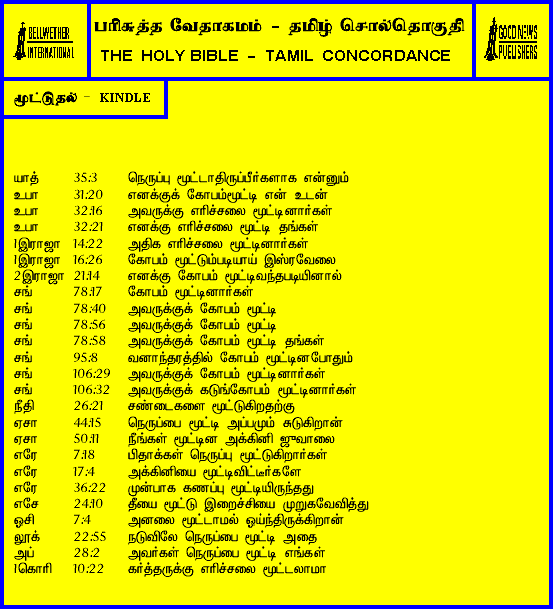 BELLWETHER
INTERNATIONAL
பரிசுத்த வேதாகமம் - தமிழ் சொல்தொகுதி
THE HOLY BIBLE - TAMIL CONCORDANCE
GOOD NEWS
PUBLISHERS
மூட்டுதல் - KINDLE
யாத் 35:3 நெருப்பு மூட்டாதிருப்பீர்களாக என்னும்
உபா 31:20 எனக்குக் கோபம்மூட்டி என் உடன்
உபா 32:16 அவருக்கு எரிச்சலை மூட்டினார்கள்
உபா 32:21 எனக்கு எரிச்சலை மூட்டி தங்கள்
1இராஜா 14:22 அதிக எரிச்சலை மூட்டினார்கள்
1இராஜா 16:26 கோபம் மூட்டும்படியாய் இஸ்ரவேலை
2இராஜா 21:14 எனக்கு கோபம் மூட்டிவந்தபடியினால்
சங் 78:17 கோபம் மூட்டினார்கள்
சங் 78:40 அவருக்குக் கோபம் மூட்டி
சங் 78:56 அவருக்குக் கோபம் மூட்டி
சங் 78:58 அவருக்குக் கோபம் மூட்டி தங்கள்
சங் 95:8 வனாந்தரத்தில் கோபம் மூட்டினபோதும்
சங் 106:29 அவருக்குக் கோபம் மூட்டினார்கள்
சங் 106:32 அவருக்குக் கடுங்கோபம் மூட்டினார்கள்
நீதி 26:21 சண்டைகளை மூட்டுகிறதற்கு
ஏசா 44:15 நெருப்பை மூட்டி அப்பமும் சுடுகிறான்
ஏசா 50:11 நீங்கள் மூட்டின அக்கினி ஜுவாலை
எரே 7:18 பிதாக்கள் நெருப்பு மூட்டுகிறார்கள்
எரே 17:4 அக்கினியை மூட்டிவிட்டீர்களே
எரே 36:22 முன்பாக கணப்பு மூட்டியிருந்தது
எசே 24:10 தீயை மூட்டு இறைச்சியை முறுகவேவித்து
ஓசி 7:4 அனலை மூட்டாமல் ஓய்ந்திருக்கிறான்
லூக் 22:55 நடுவிலே நெருப்பை மூட்டி அதை
அப் 28:2 அவர்கள் நெருப்பை மூட்டி எங்கள்
1கொரி 10:22 கர்த்தருக்கு எரிச்சலை மூட்டலாமா